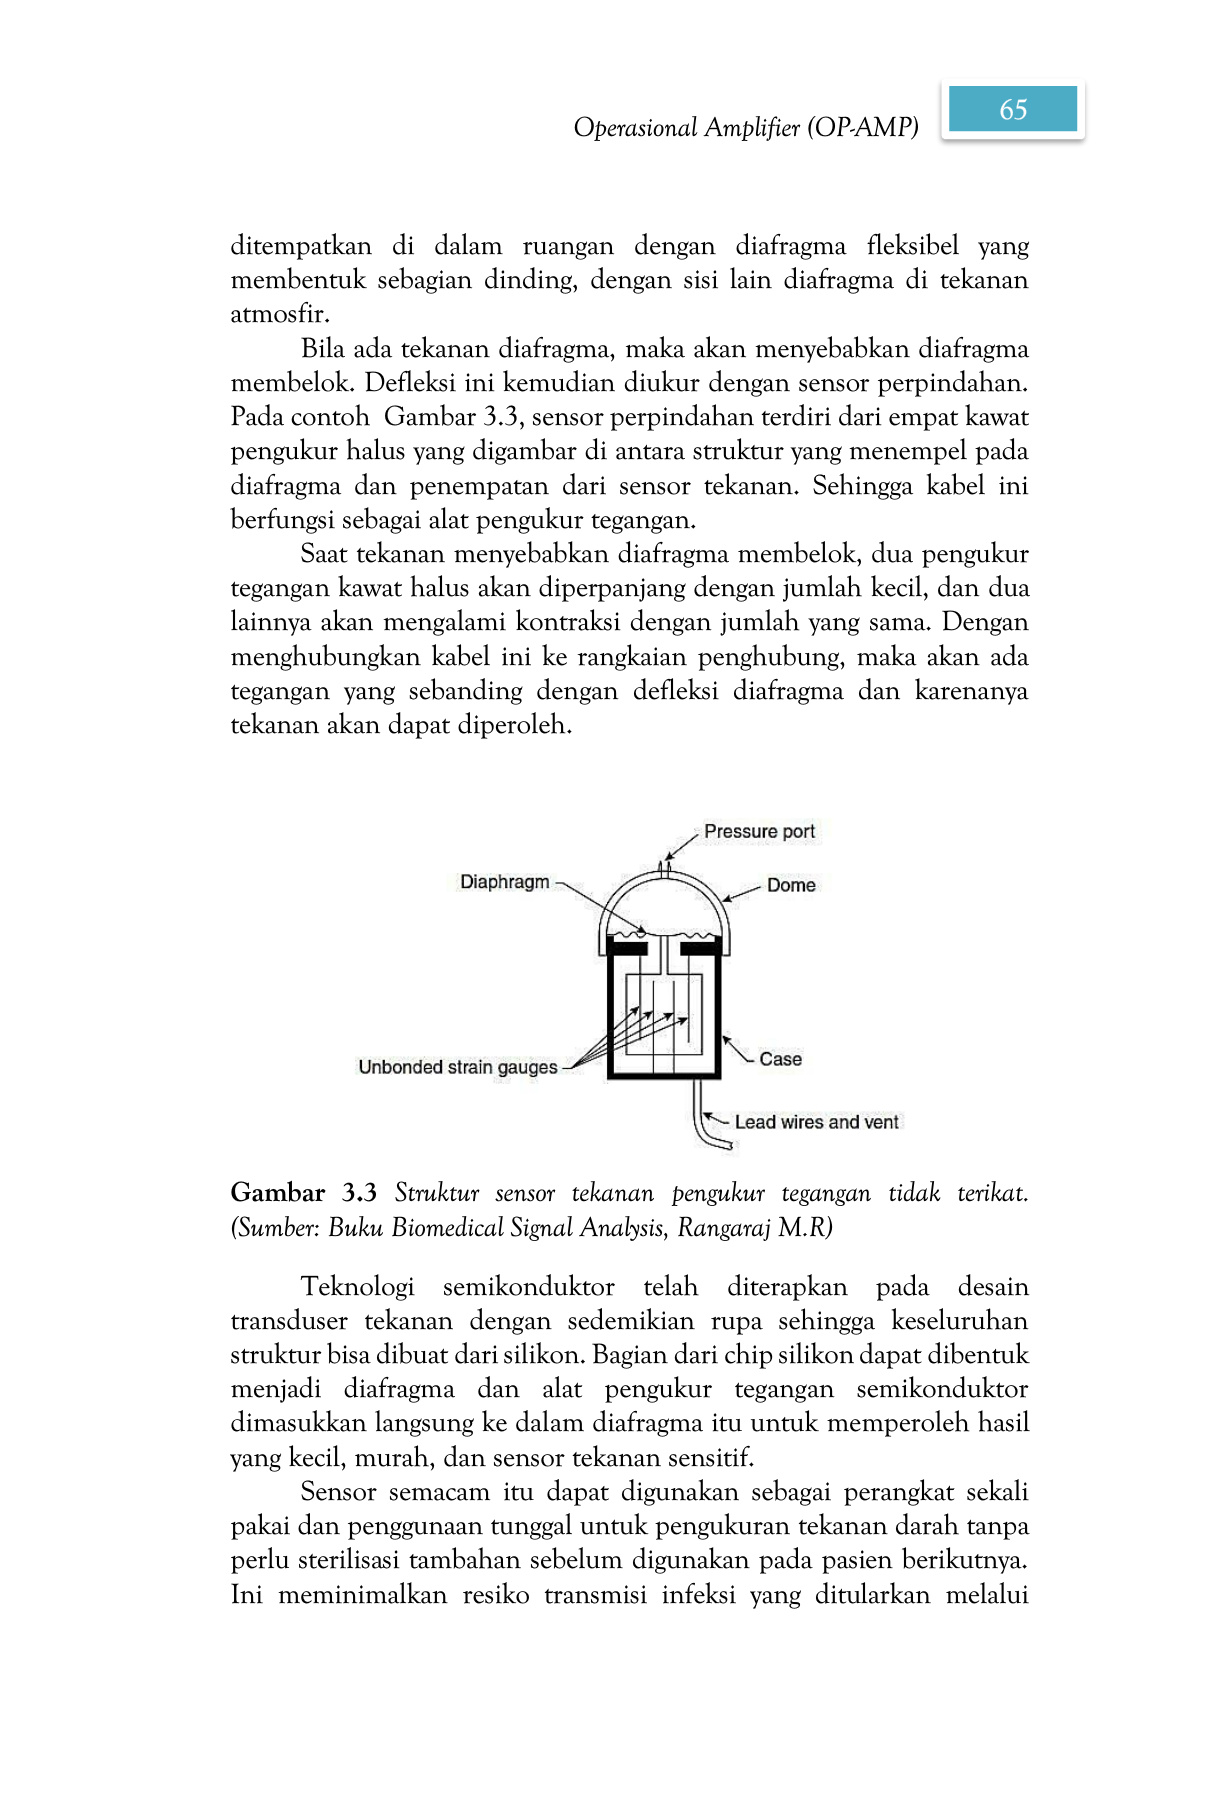 Operasional Amplifier (OP-AMP)
65
ditempatkan di dalam ruangan dengan diafragma fleksibel yang
membentuk sebagian dinding, dengan sisi lain diafragma di tekanan
atmosfir.
Bila ada tekanan diafragma, maka akan menyebabkan diafragma
membelok. Defleksi ini kemudian diukur dengan sensor perpindahan.
Pada contoh Gambar 3.3, sensor perpindahan terdiri dari empat kawat
pengukur halus yang digambar di antara struktur yang menempel pada
diafragma dan penempatan dari sensor tekanan. Sehingga kabel ini
berfungsi sebagai alat pengukur tegangan.
Saat tekanan menyebabkan diafragma membelok, dua pengukur
tegangan kawat halus akan diperpanjang dengan jumlah kecil, dan dua
lainnya akan mengalami kontraksi dengan jumlah yang sama. Dengan
menghubungkan kabel ini ke rangkaian penghubung, maka akan ada
tegangan yang sebanding dengan defleksi diafragma dan karenanya
tekanan akan dapat diperoleh.
Pressure port
Diaphragm
Dome
Unbonded strain gauges
Case
Lead wires and vent
Gambar 3.3 Struktur sensor tekanan pengukur tegangan tidak terikat.
(Sumber: Buku Biomedical Signal Analysis, Rangaraj M.R)
Teknologi semikonduktor telah diterapkan pada desain
transduser tekanan dengan sedemikian rupa sehingga keseluruhan
struktur bisa dibuat dari silikon. Bagian dari chip silikon dapat dibentuk
menjadi diafragma dan alat pengukur tegangan semikonduktor
dimasukkan langsung ke dalam diafragma itu untuk memperoleh hasil
yang kecil, murah, dan sensor tekanan sensitif.
Sensor semacam itu dapat digunakan sebagai perangkat sekali
pakai dan penggunaan tunggal untuk pengukuran tekanan darah tanpa
perlu sterilisasi tambahan sebelum digunakan pada pasien berikutnya.
Ini meminimalkan resiko transmisi infeksi yang ditularkan melalui